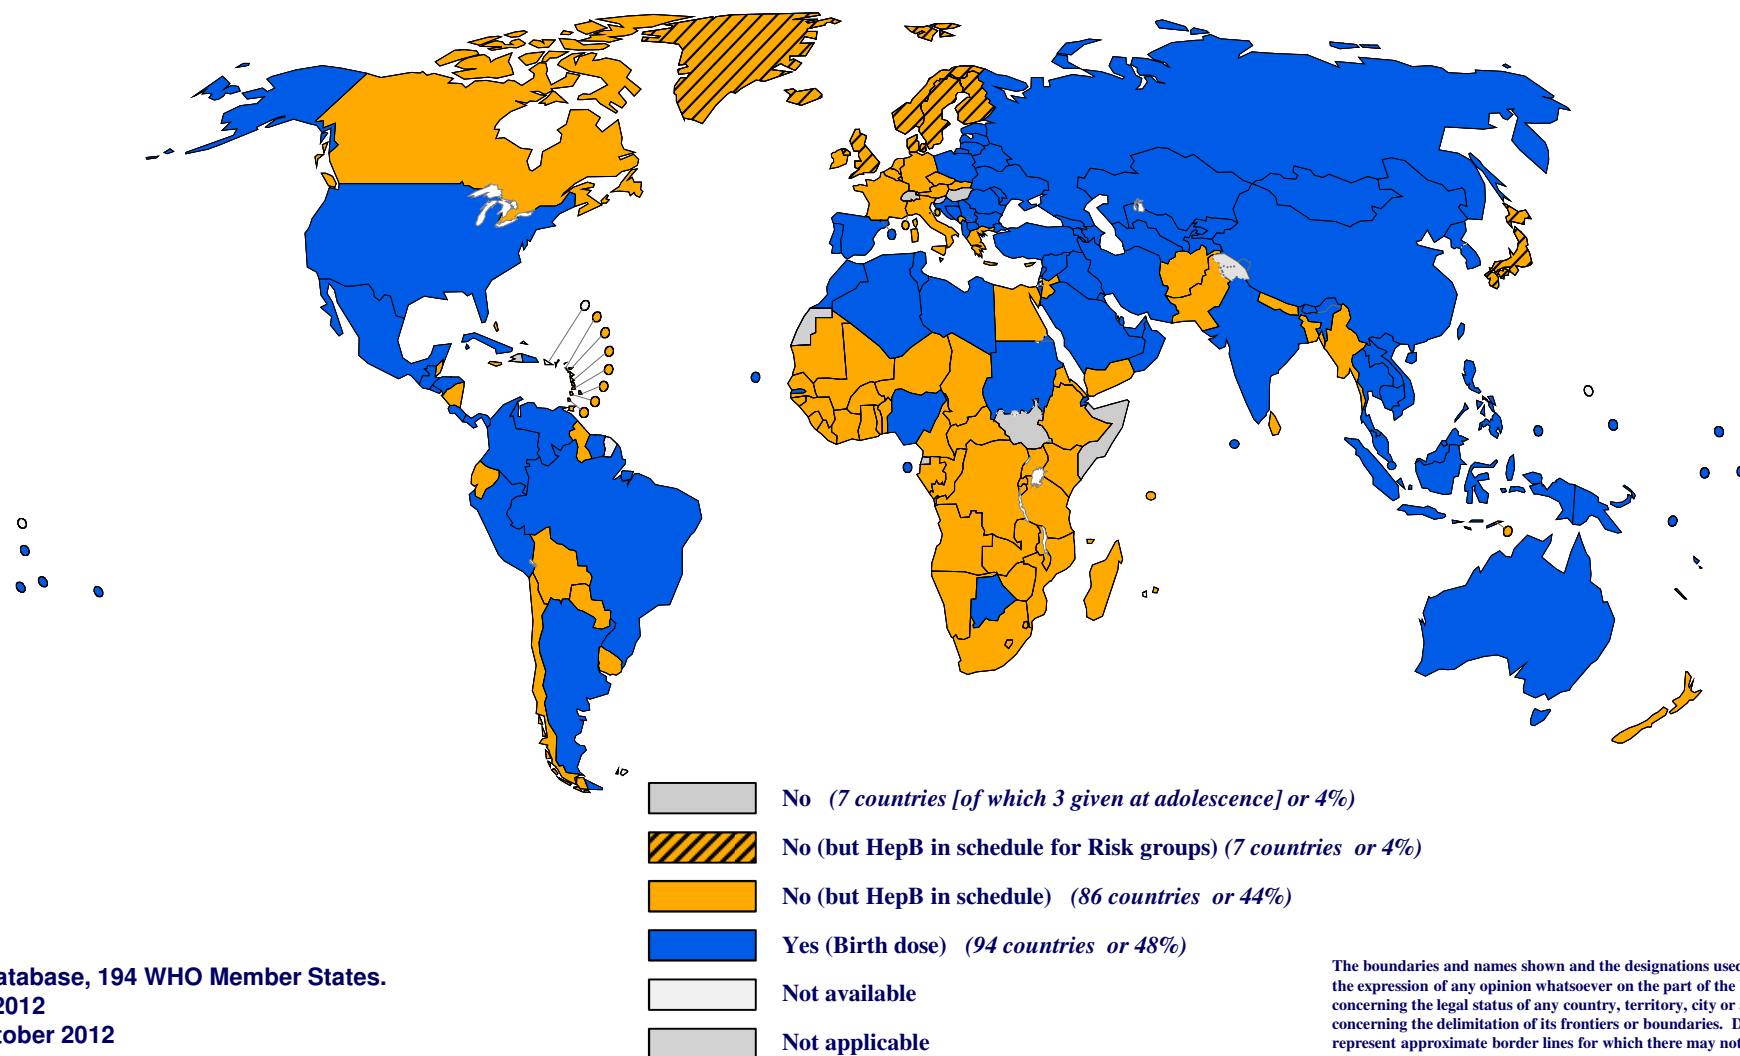 No (7 countries [of which 3 given at adolescence] or 4%)
No (but HepB in schedule for Risk groups) (7 countries or 4%)
No (but HepB in schedule) (86 countries or 44%)
Yes (Birth dose) (94 countries or 48%)
Not available
Not applicable
atabase, 194 WHO Member States.
2012
tober 2012
The boundaries and names shown and the designations used
the expression of any opinion whatsoever on the part of the
concerning the legal status of any country, territory, city or
concerning the delimitation of its frontiers or boundaries. D
represent approximate border lines for which there may not